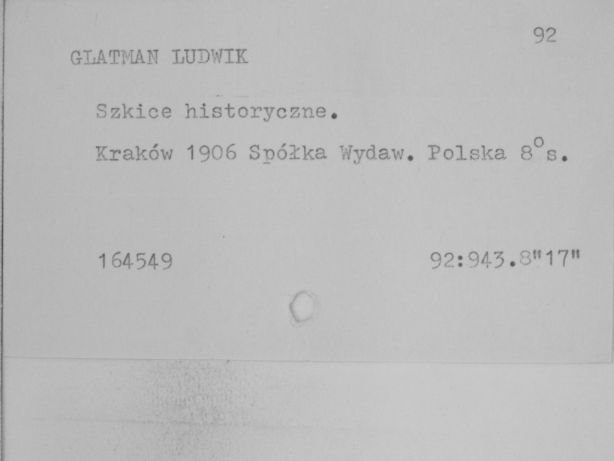 92
GLATMAN LUDWIK
Szkice historyczne.
Kraków 1906 Spółka Wydaw. Polska 8°s.
164549 92:943.8"17"